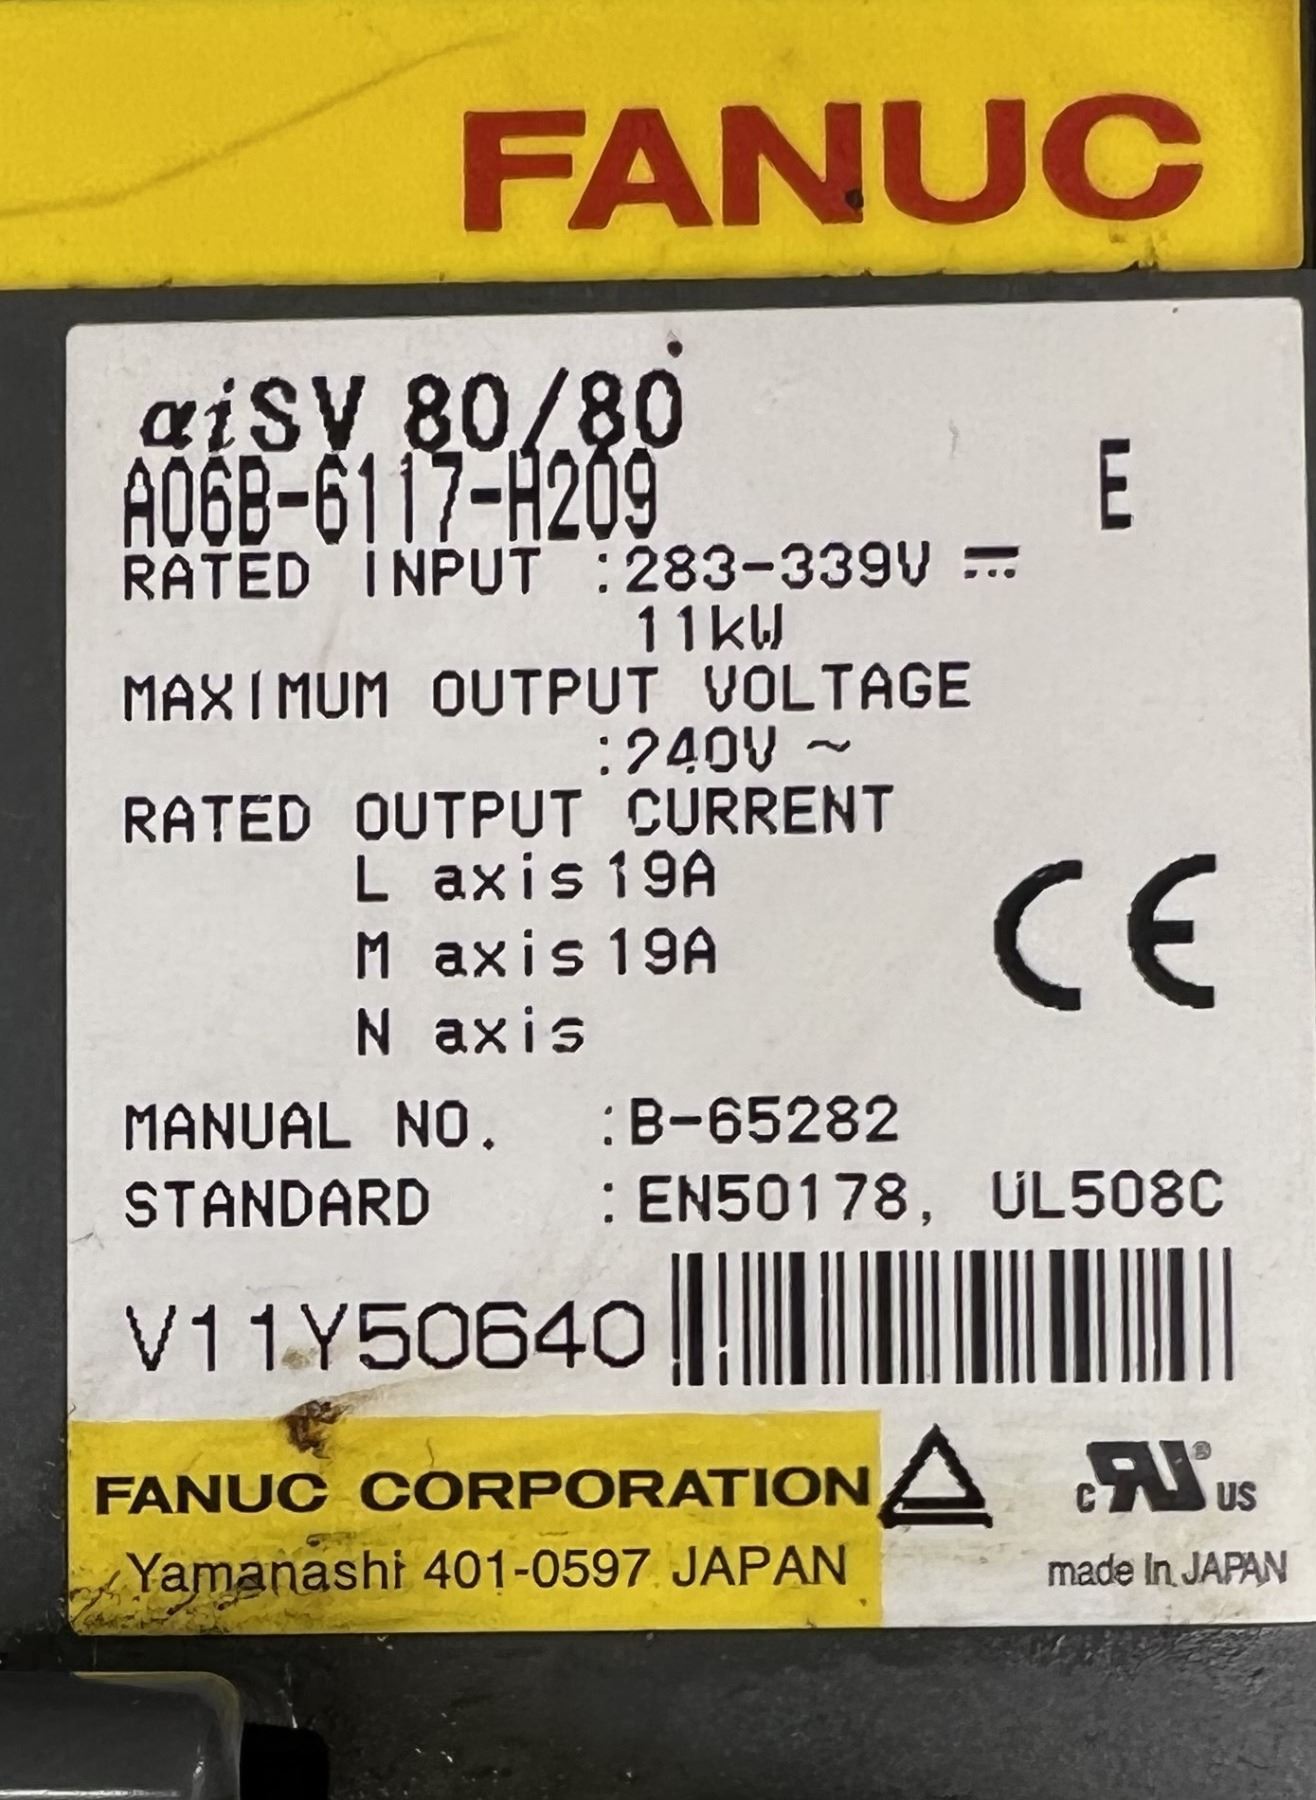 FANUC
αiSV 80/80
A06B-6117-H209 E
RATED INPUT :283-339V ⎓
11kW
MAXIMUM OUTPUT VOLTAGE
:240V ~
RATED OUTPUT CURRENT
L axis 19A
M axis 19A
N axis
CE
MANUAL NO. :B-65282
STANDARD :EN50178, UL508C
V11Y50640
FANUC CORPORATION
Yamanashi 401-0597 JAPAN
c RU ® US
made in JAPAN